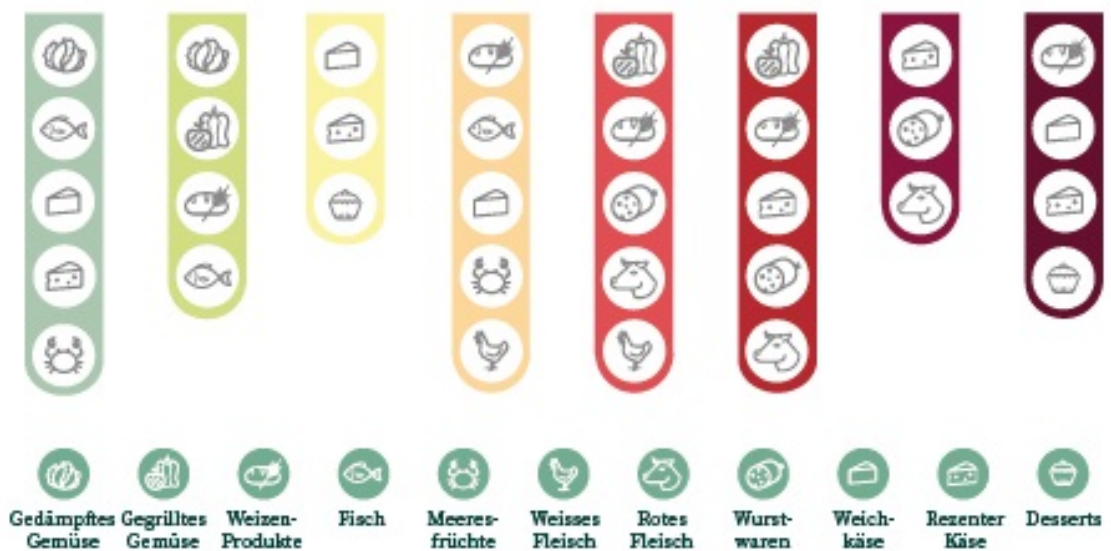 Gedämpftes Gegrilltes Weizen- Fisch Meeres- Weisses Rotes Wurst- Weich- Rezenter Desserts
Gemüse Gemüse Produkte früchte Fleisch Fleisch waren käse Käse